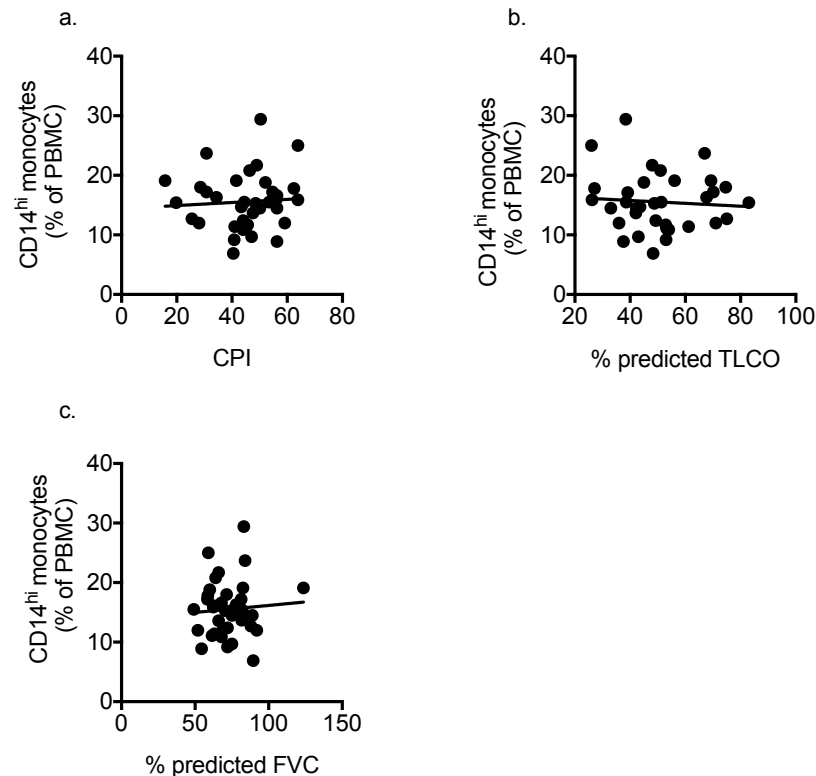 a.
CD14hi monocytes
(% of PBMC)
40
30
20
10
0
0 20 40 60 80
CPI
b.
CD14hi monocytes
(% of PBMC)
40
30
20
10
0
20 40 60 80 100
% predicted TLCO
c.
CD14hi monocytes
(% of PBMC)
40
30
20
10
0
0 50 100 150
% predicted FVC